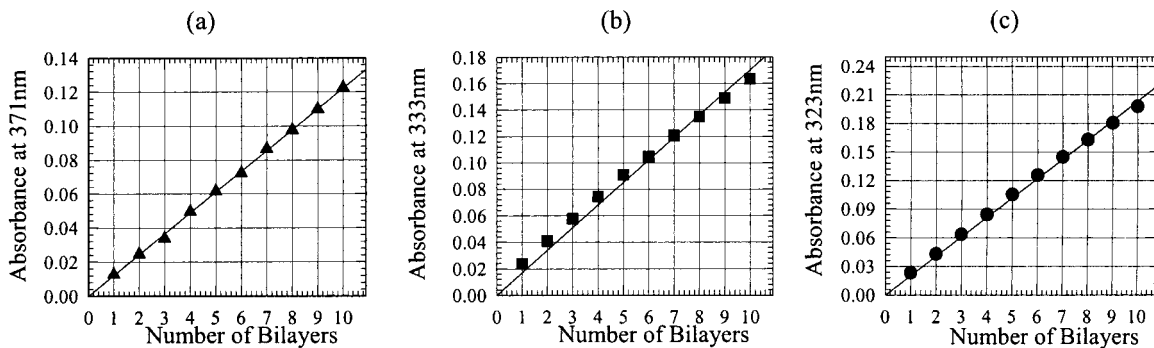 (a)
Absorbance at 371nm
0.14
0.12
0.10
0.08
0.06
0.04
0.02
0.00
0 1 2 3 4 5 6 7 8 9 10
Number of Bilayers
(b)
Absorbance at 333nm
0.18
0.16
0.14
0.12
0.10
0.08
0.06
0.04
0.02
0.00
0 1 2 3 4 5 6 7 8 9 10
Number of Bilayers
(c)
Absorbance at 323nm
0.24
0.21
0.18
0.15
0.12
0.09
0.06
0.03
0.00
0 1 2 3 4 5 6 7 8 9 10
Number of Bilayers